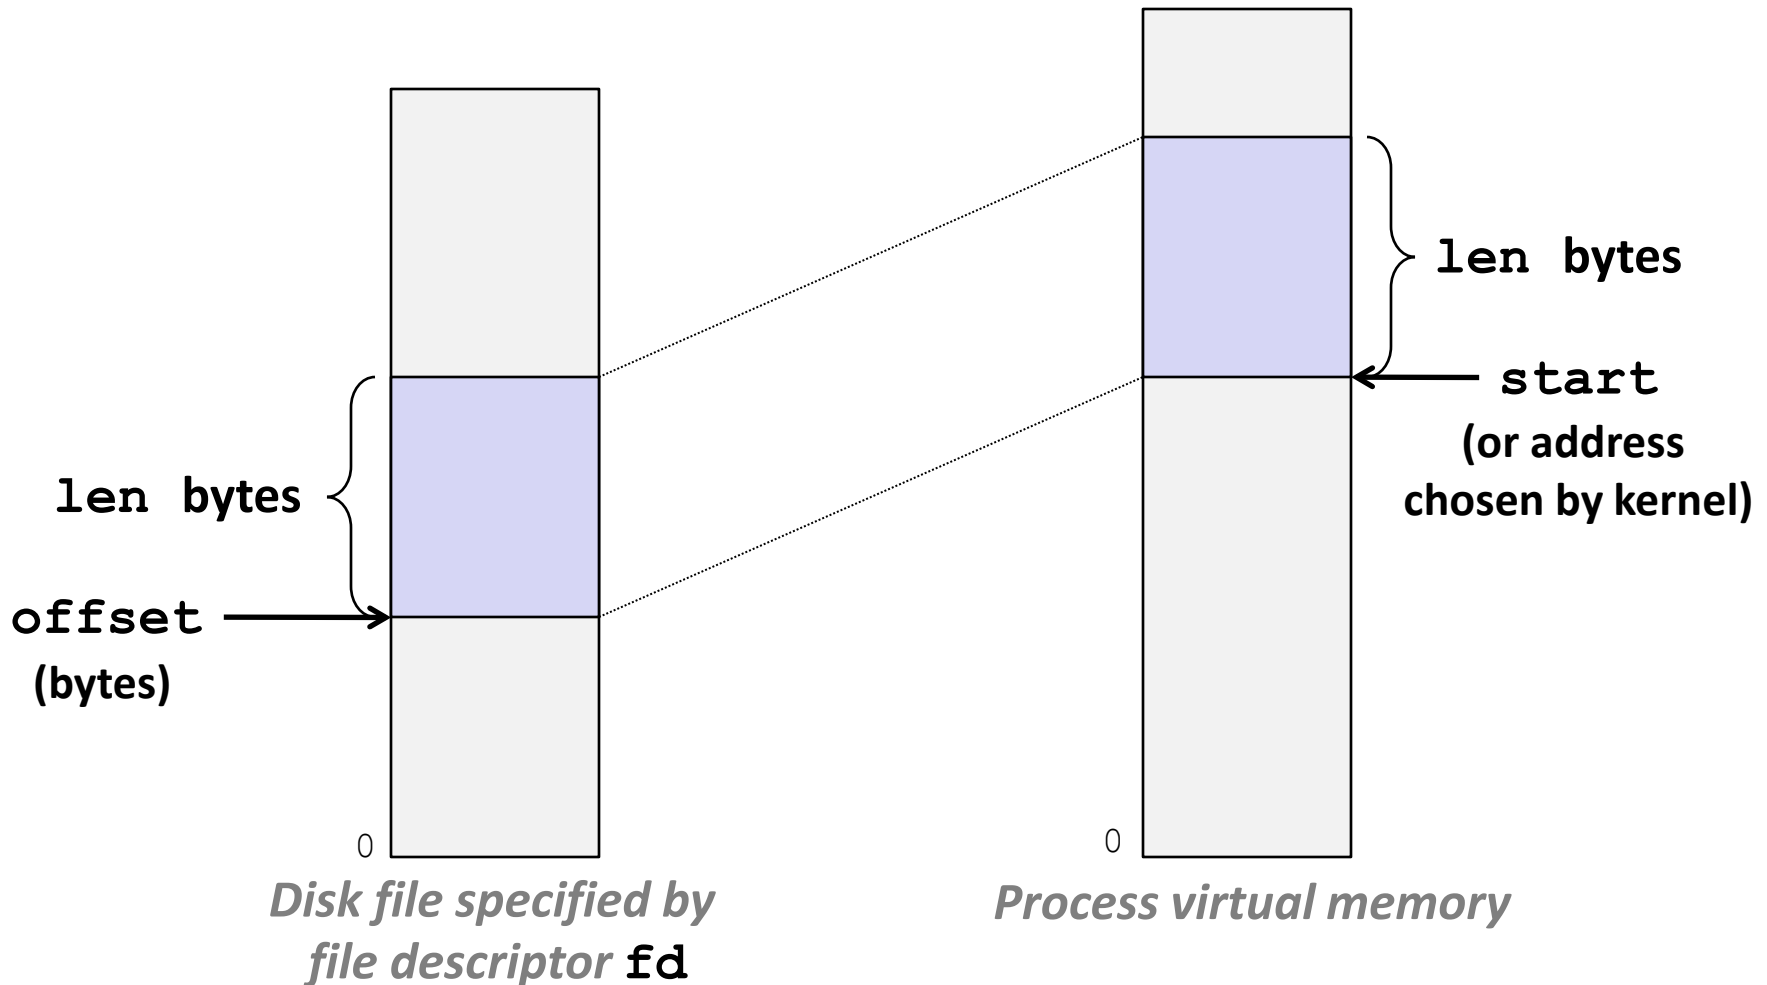 len bytes
offset
(bytes)
0
Disk file specified by
file descriptor fd
len bytes
start
(or address
chosen by kernel)
0
Process virtual memory